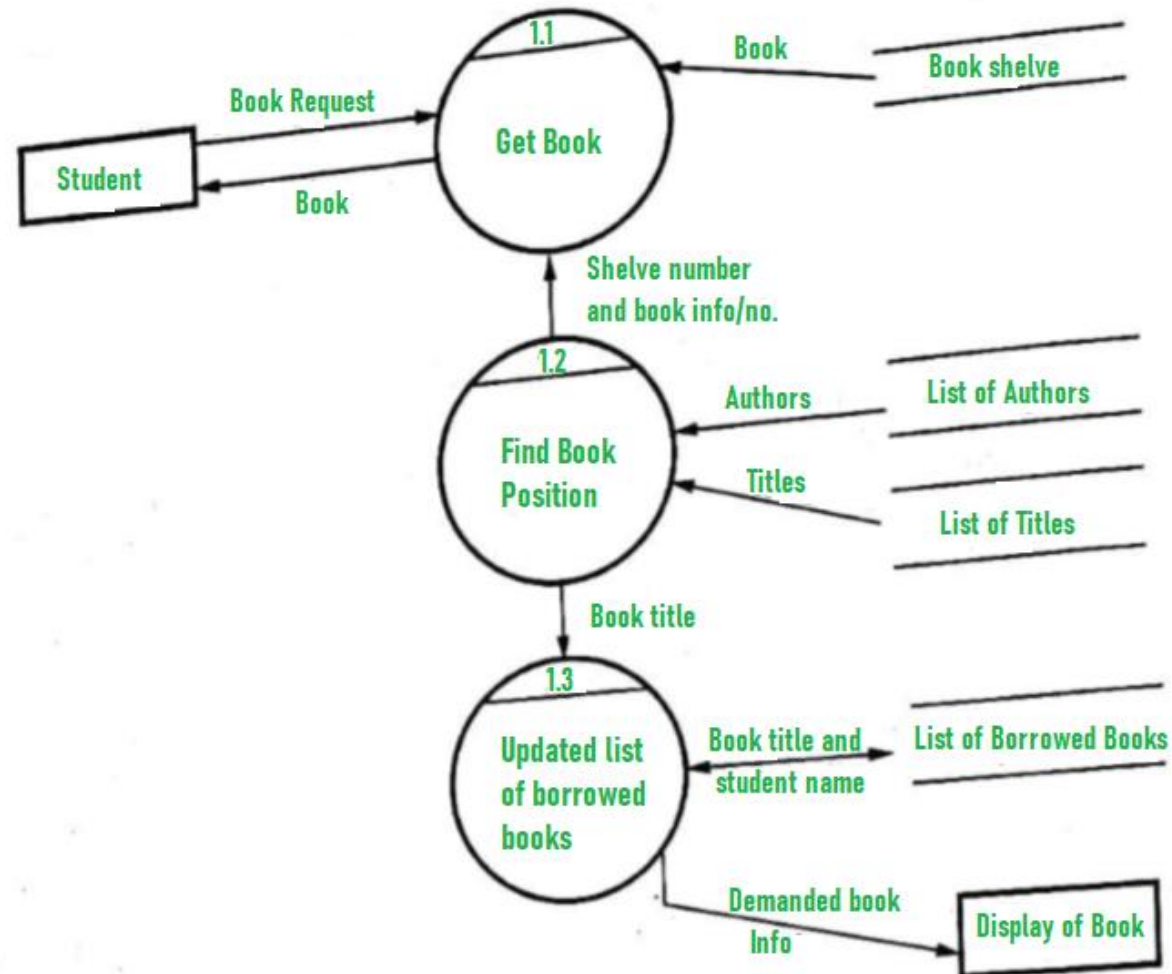 1.1
Book
Book shelve
Book Request
Get Book
Student
Book
Shelve number
and book info/no.
1.2
Authors
List of Authors
Find Book
Position
Titles
List of Titles
Book title
1.3
Updated list
of borrowed
books
Book title and
student name
List of Borrowed Books
Demanded book
Info
Display of Book